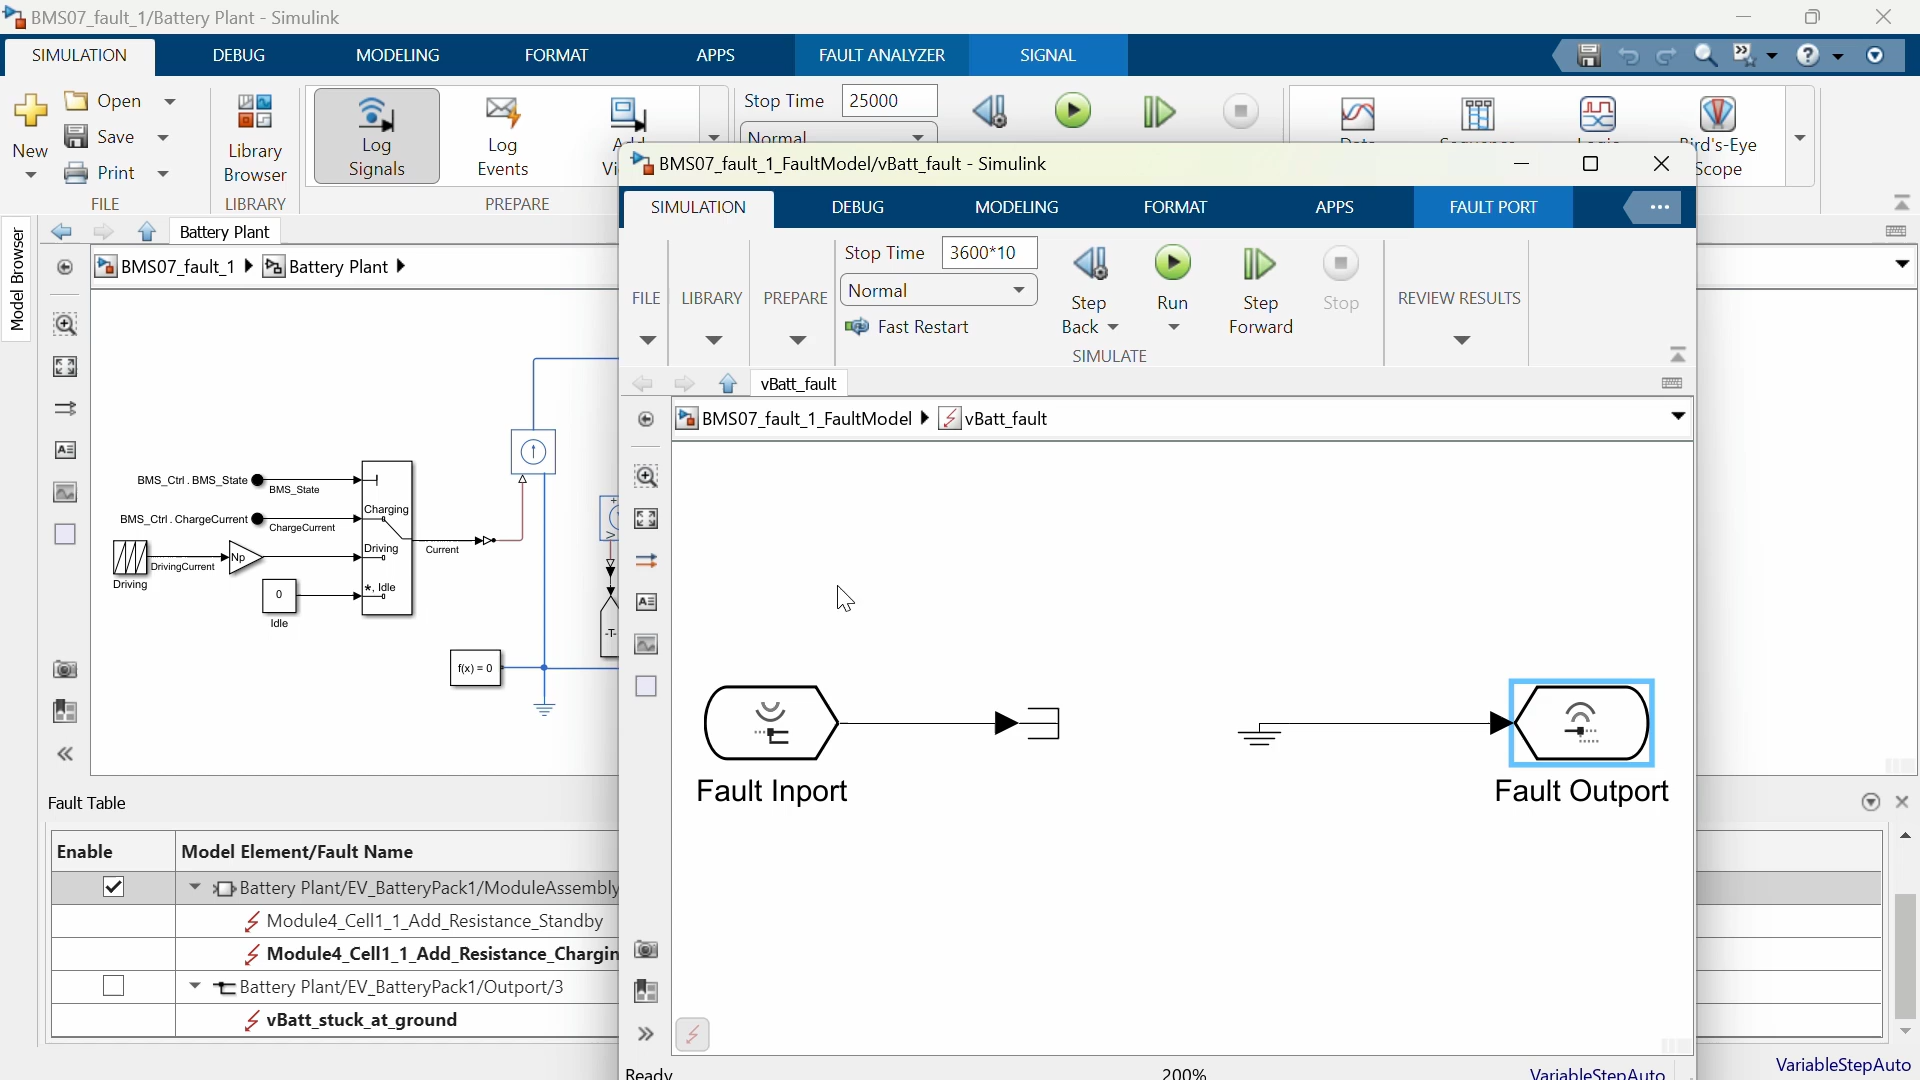 BMS07_fault_1/Battery Plant - Simulink
SIMULATION
DEBUG
MODELING
FORMAT
APPS
FAULT ANALYZER
SIGNAL
New
Open
Save
Print
FILE
Library
Browser
LIBRARY
Log
Signals
Log
Events
PREPARE
Stop Time
25000
Normal
Bird's-Eye
Scope
Model Browser
Battery Plant
BMS07_fault_1
Battery Plant
BMS_Ctrl . BMS_State
BMS_State
BMS_Ctrl . ChargeCurrent
ChargeCurrent
Driving
DrivingCurrent
Np
0
Idle
Charging
Driving
*, Idle
Current
f(x) = 0
V
-T-
BMS07_fault_1_FaultModel/vBatt_fault - Simulink
SIMULATION
DEBUG
MODELING
FORMAT
APPS
FAULT PORT
FILE
LIBRARY
PREPARE
Stop Time
3600*10
Normal
Fast Restart
Step
Back
Run
Step
Forward
Stop
SIMULATE
REVIEW RESULTS
vBatt_fault
BMS07_fault_1_FaultModel
vBatt_fault
Fault Inport
Fault Outport
Ready
200%
VariableStepAuto
Fault Table
Enable
Model Element/Fault Name
Battery Plant/EV_BatteryPack1/ModuleAssembly
Module4_Cell1_1_Add_Resistance_Standby
Module4_Cell1_1_Add_Resistance_Chargin
Battery Plant/EV_BatteryPack1/Outport/3
vBatt_stuck_at_ground
VariableStepAuto